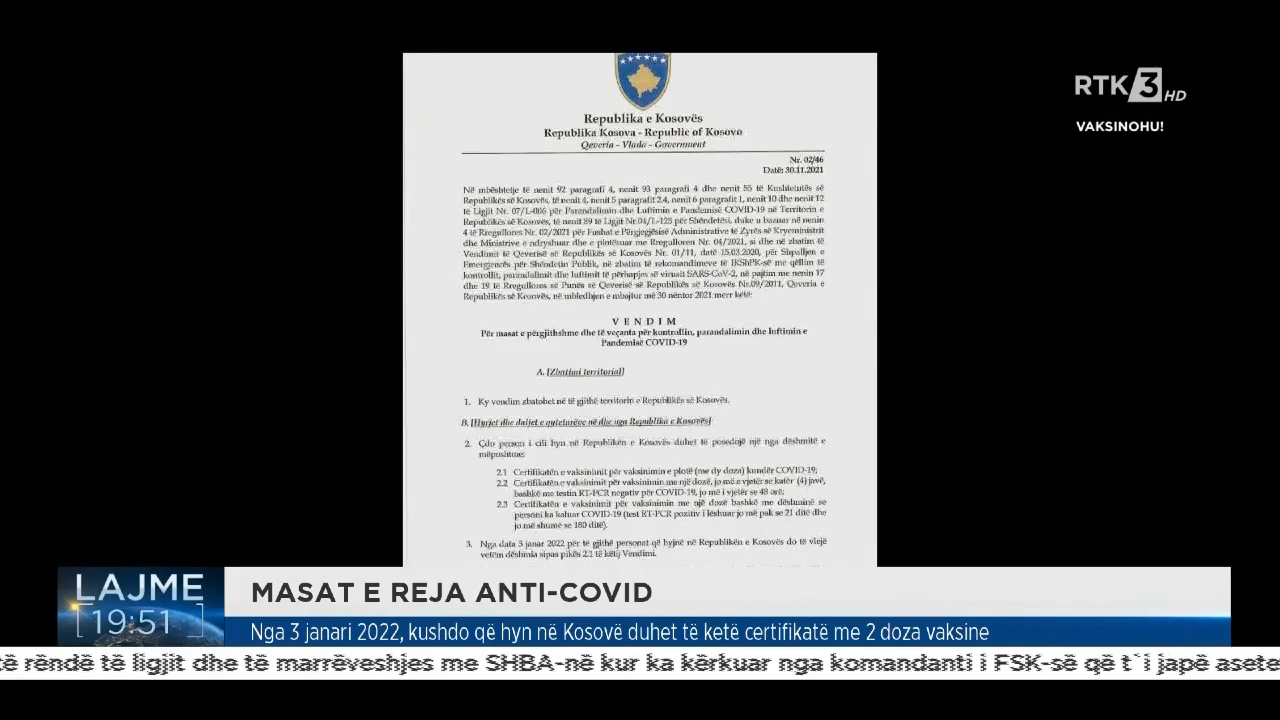 RTK 3 HD
VAKSINOHU!
Republika e Kosovës
Republika Kosova - Republic of Kosovo
Qeveria - Vlada - Government
Nr. 02/46
Datë: 30.11.2021
Në mbështetje të nenit 92 paragrafi 4, nenit 93 paragrafi 4 dhe nenit 55 të Kushtetutës së
Republikës së Kosovës, të nenit 4, nenit 5 paragrafit 2.4, nenit 6 paragrafit 1, nenit 10 dhe nenit 12
të Ligjit Nr. 07/L-006 për Parandalimin dhe Luftimin e Pandemisë COVID-19 në Territorin e
Republikës së Kosovës, të nenit 89 të Ligjit Nr.04/L-125 për Shëndetësi, duke u bazuar në nenin
4 të Rregullores Nr. 02/2021 për Fushat e Përgjegjësisë Administrative të Zyrës së Kryeministrit
dhe Ministrive e ndryshuar dhe e plotësuar me Rregulloren Nr. 04/2021, si dhe në zbatim të
Vendimit të Qeverisë së Republikës së Kosovës Nr. 01/11, datë 15.03.2020, për Shpalljen e
Emergjencës për Shëndetin Publik, në zbatim të rekomandimeve të IKShPK-së me qëllim të
kontrollit, parandalimit dhe luftimit të përhapjes së virusit SARS-CoV-2, në pajtim me nenin 17
dhe 19 të Rregullores së Punës së Qeverisë së Republikës së Kosovës Nr.09/2011, Qeveria e
Republikës së Kosovës, në mbledhjen e mbajtur më 30 nëntor 2021 merr këtë:
V E N D I M
Për masat e përgjithshme dhe të veçanta për kontrollin, parandalimin dhe luftimin e
Pandemisë COVID-19
A. [Zbatimi territorial]
1. Ky vendim zbatohet në të gjithë territorin e Republikës së Kosovës.
B. [Hyrjet dhe daljet e qytetarëve në dhe nga Republika e Kosovës]
2. Çdo person i cili hyn në Republikën e Kosovës duhet të posedojë një nga dëshmitë e
mëposhtme:
2.1 Certifikatën e vaksinimit për vaksinimin e plotë (me dy doza) kundër COVID-19;
2.2 Certifikatën e vaksinimit për vaksinimin me një dozë, jo më e vjetër se katër (4) javë,
bashkë me testin RT-PCR negativ për COVID-19, jo më i vjetër se 48 orë;
2.3 Certifikatën e vaksinimit për vaksinimin me një dozë bashkë me dëshminë se
personi ka kaluar COVID-19 (test RT-PCR pozitiv i lëshuar jo më pak se 21 ditë dhe
jo më shumë se 180 ditë).
3. Nga data 3 janar 2022 për të gjithë personat që hyjnë në Republikën e Kosovës do të vlejë
vetëm dëshmia sipas pikës 2.1 të këtij Vendimi.
LAJME
19:51
MASAT E REJA ANTI-COVID
Nga 3 janari 2022, kushdo që hyn në Kosovë duhet të ketë certifikatë me 2 doza vaksine
të rëndë të ligjit dhe të marrëveshjes me SHBA-në kur ka kërkuar nga komandanti i FSK-së që t`i japë asete